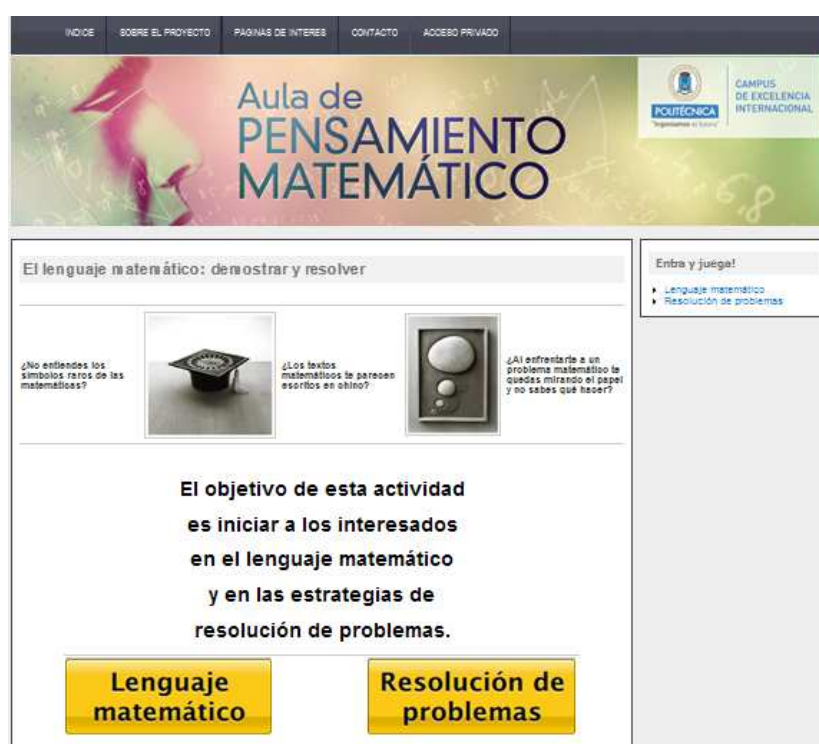 INDICE SOBRE EL PROYECTO PAGINAS DE INTERES CONTACTO ACCESO PRIVADO
Aula de
PENSAMIENTO
MATEMÁTICO
POLITÉCNICA
CAMPUS
DE EXCELENCIA
INTERNACIONAL
El lenguaje matemático: demostrar y resolver
¿No entiendes los
símbolos raros de las
matemáticas?
¿Los textos
matemáticos te parecen
escritos en chino?
¿Al enfrentarte a un
problema matemático te
quedas mirando el papel
y no sabes qué hacer?
El objetivo de esta actividad
es iniciar a los interesados
en el lenguaje matemático
y en las estrategias de
resolución de problemas.
Lenguaje
matemático
Resolución de
problemas
Entra y juega!
Lenguaje matemático
Resolución de problemas